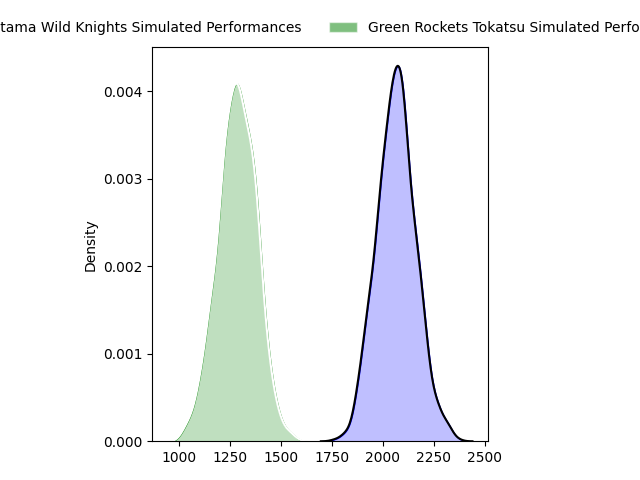 tama Wild Knights Simulated Performances Green Rockets Tokatsu Simulated Perfo
0.004
0.003
0.002
0.001
0.000
Density
1000 1250 1500 1750 2000 2250 2500